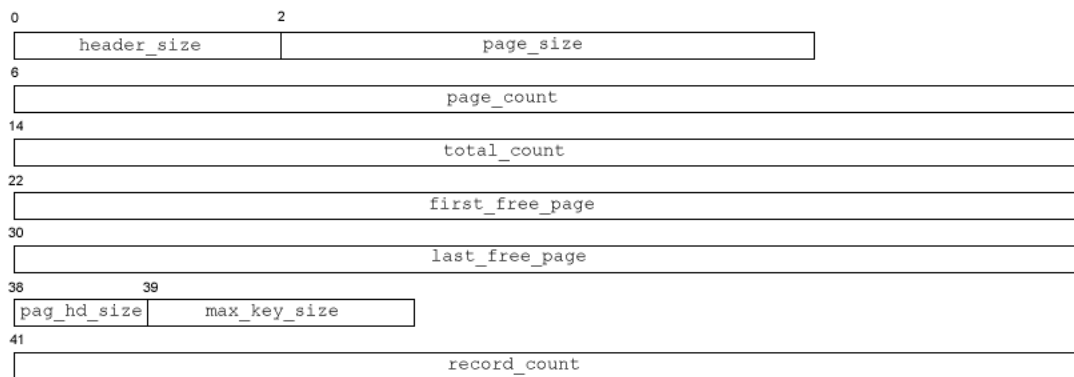 0 2
header_size page_size
6
page_count
14
total_count
22
first_free_page
30
last_free_page
38 39
pag_hd_size max_key_size
41
record_count